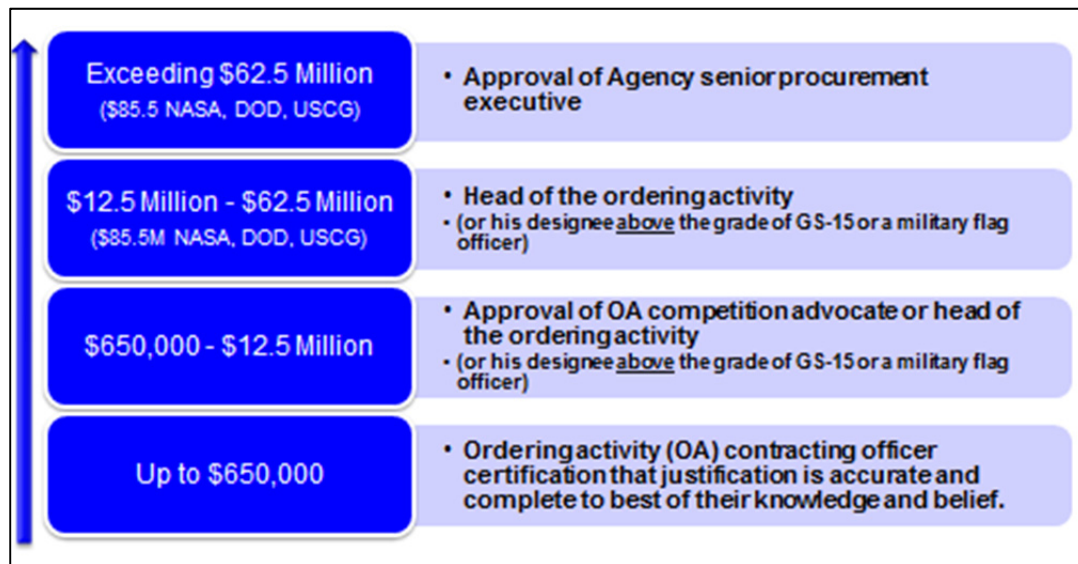 Exceeding $62.5 Million
($85.5 NASA, DOD, USCG)
• Approval of Agency senior procurement
executive
$12.5 Million - $62.5 Million
($85.5M NASA, DOD, USCG)
• Head of the ordering activity
• (or his designee above the grade of GS-15 or a military flag
officer)
$650,000 - $12.5 Million
• Approval of OA competition advocate or head of
the ordering activity
• (or his designee above the grade of GS-15 or a military flag
officer)
Up to $650,000
• Ordering activity (OA) contracting officer
certification that justification is accurate and
complete to best of their knowledge and belief.